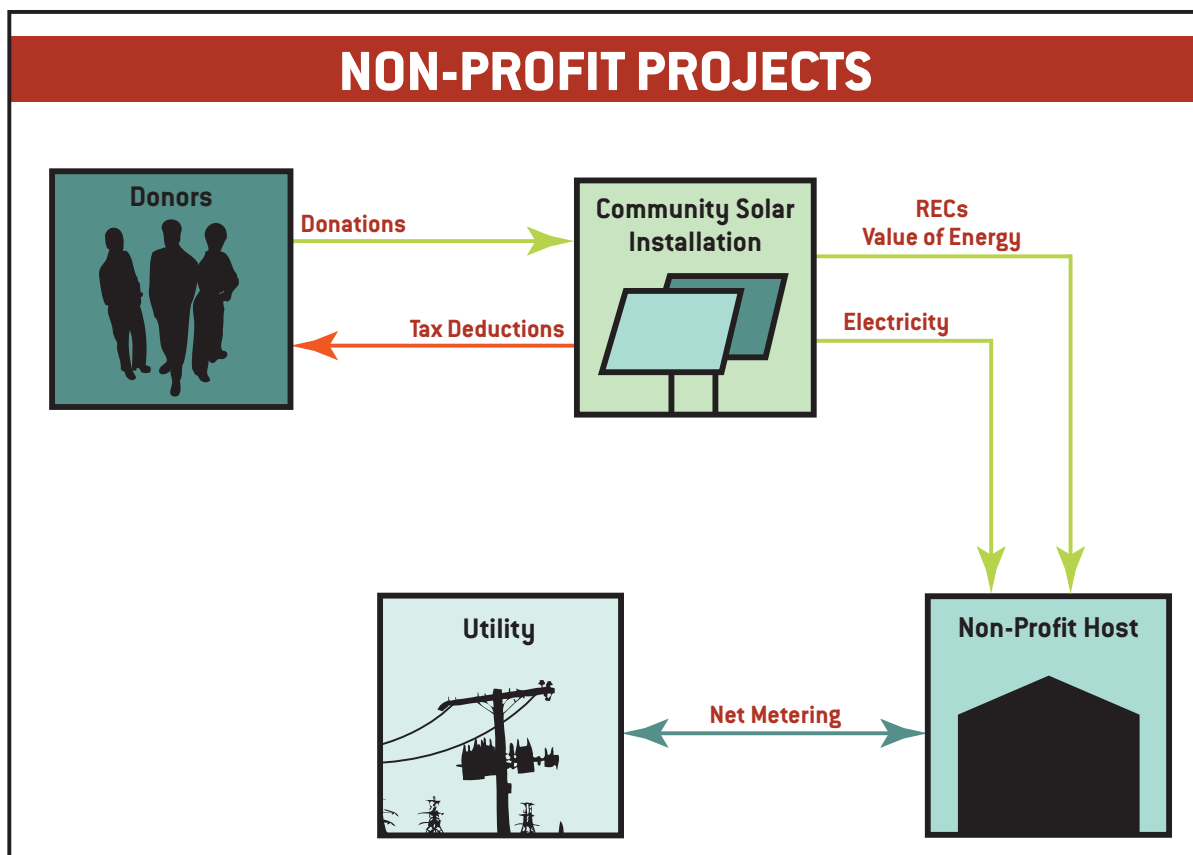 NON-PROFIT PROJECTS
Donors
Donations
Tax Deductions
Community Solar
Installation
RECs
Value of Energy
Electricity
Utility
Net Metering
Non-Profit Host